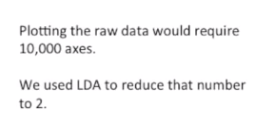 Plotting the raw data would require
10,000 axes.
We used LDA to reduce that number
to 2.